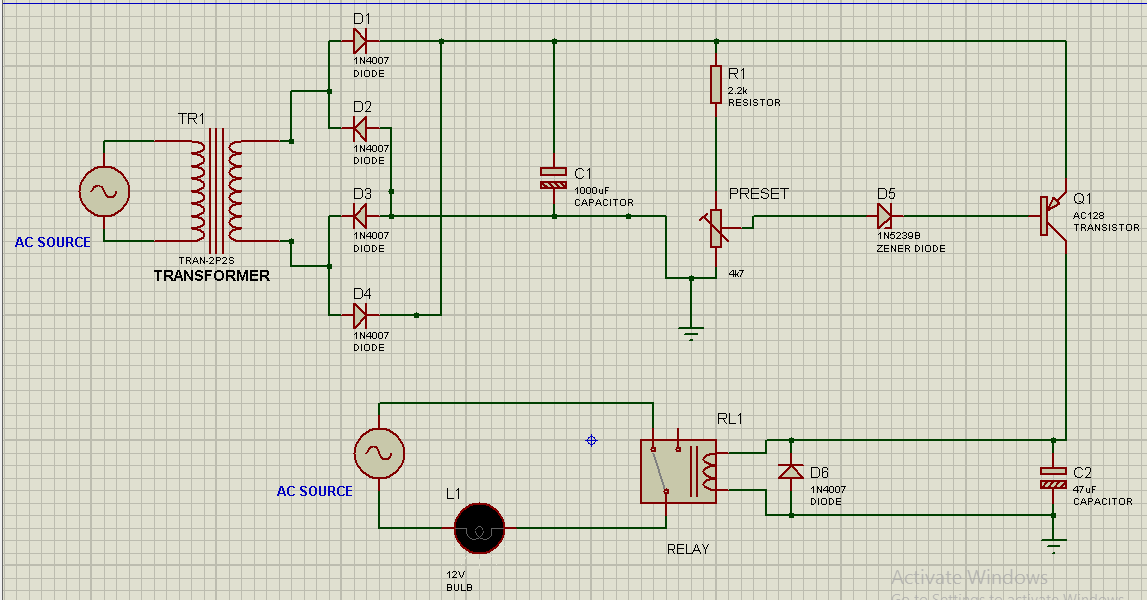 D1
1N4007
DIODE
D2
1N4007
DIODE
TR1
AC SOURCE
TRAN-2P2S
TRANSFORMER
D3
1N4007
DIODE
D4
1N4007
DIODE
C1
1000uF
CAPACITOR
R1
2.2k
RESISTOR
PRESET
4k7
D5
1N5239B
ZENER DIODE
Q1
AC128
TRANSISTOR
AC SOURCE
L1
12V
BULB
RL1
RELAY
D6
1N4007
DIODE
C2
47uF
CAPACITOR
Activate Windows
Go to Settings to activate Windows